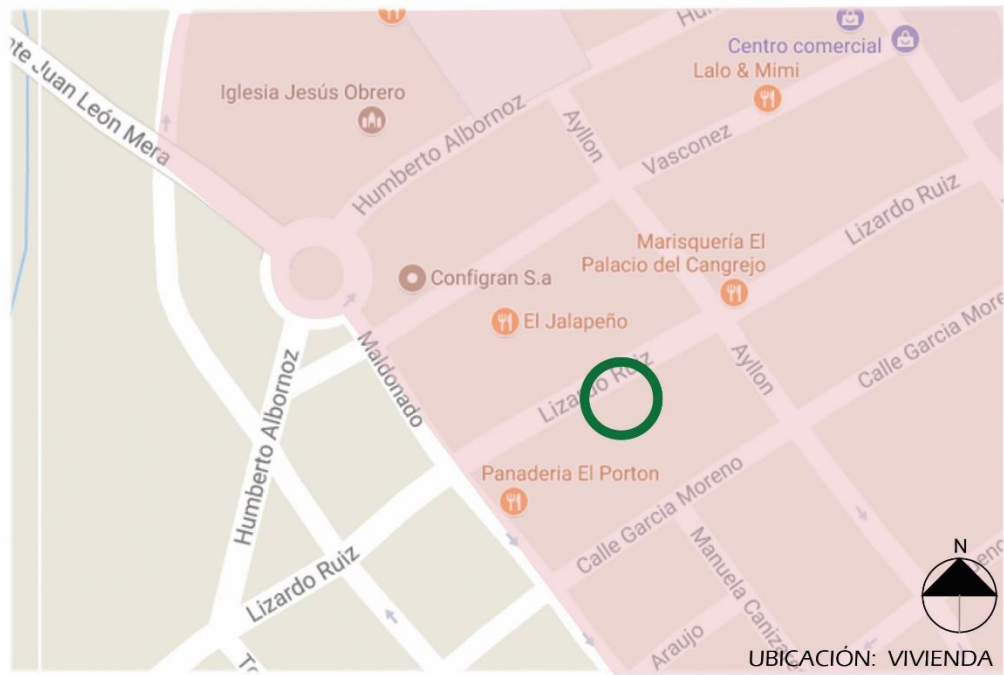 Centro comercial
nte Juan León Mera
Lalo & Mimi
Iglesia Jesús Obrero
Humberto Albornoz
Ayllon
Vasconez
Lizardo Ruiz
Marisquería El
Palacio del Cangrejo
Configran S.a
El Jalapeño
Calle Garcia More
Maldonado
Ayllon
Humberto Albornoz
Lizardo Ruiz
Panaderia El Porton
Calle Garcia Moreno
Manuela Canizare
Lizardo Ruiz
Araujo
N
UBICACIÓN: VIVIENDA